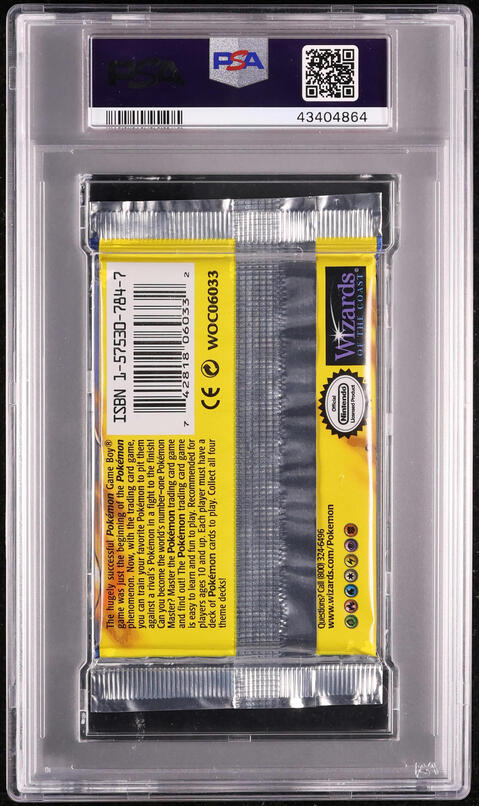 PSA
PSA
43404864
ISBN 1-57530-784-7
7 42818 06033 2
CE WOC06033
Wizards
OF THE COAST®
Official
Nintendo
Licensed Product
The hugely successful Pokémon Game Boy®
game was just the beginning of the Pokémon
phenomenon. Now, with the trading card game,
you can train your favorite Pokémon to pit them
against a rival's Pokémon in a fight to the finish!
Can you become the world's number-one Pokémon
Master? Master the Pokémon trading card game
and find out! The Pokémon trading card game
is easy to learn and fun to play. Recommended for
players ages 10 and up. Each player must have a
deck of Pokémon cards to play. Collect all four
theme decks!
Questions? Call (800) 324-6496
www.wizards.com/Pokemon
PSA